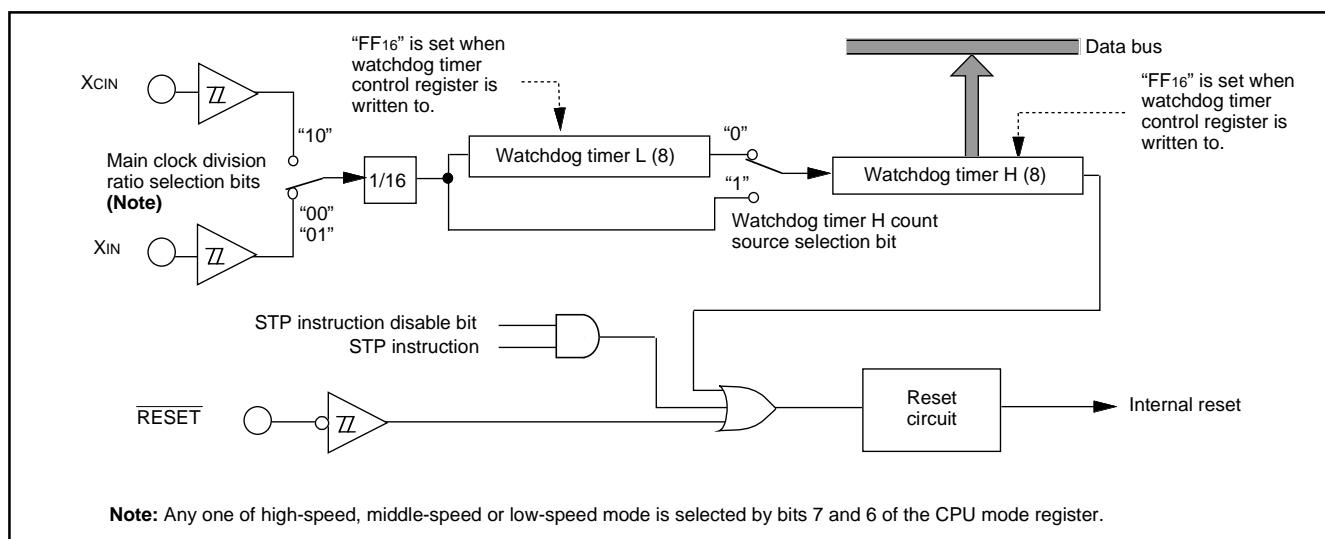 “FF16” is set when
watchdog timer
control register is
written to.
Data bus
“FF16” is set when
watchdog timer
control register is
written to.
XCIN
“10”
Main clock division
ratio selection bits
(Note)
1/16
Watchdog timer L (8)
“0”
Watchdog timer H (8)
“1”
“00”
“01”
Watchdog timer H count
source selection bit
XIN
STP instruction disable bit
STP instruction
RESET
Reset
circuit
Internal reset
Note: Any one of high-speed, middle-speed or low-speed mode is selected by bits 7 and 6 of the CPU mode register.